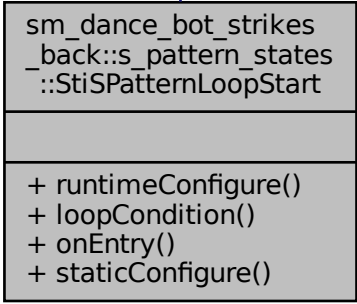 sm_dance_bot_strikes
_back::s_pattern_states
::StiSPatternLoopStart
+ runtimeConfigure()
+ loopCondition()
+ onEntry()
+ staticConfigure()